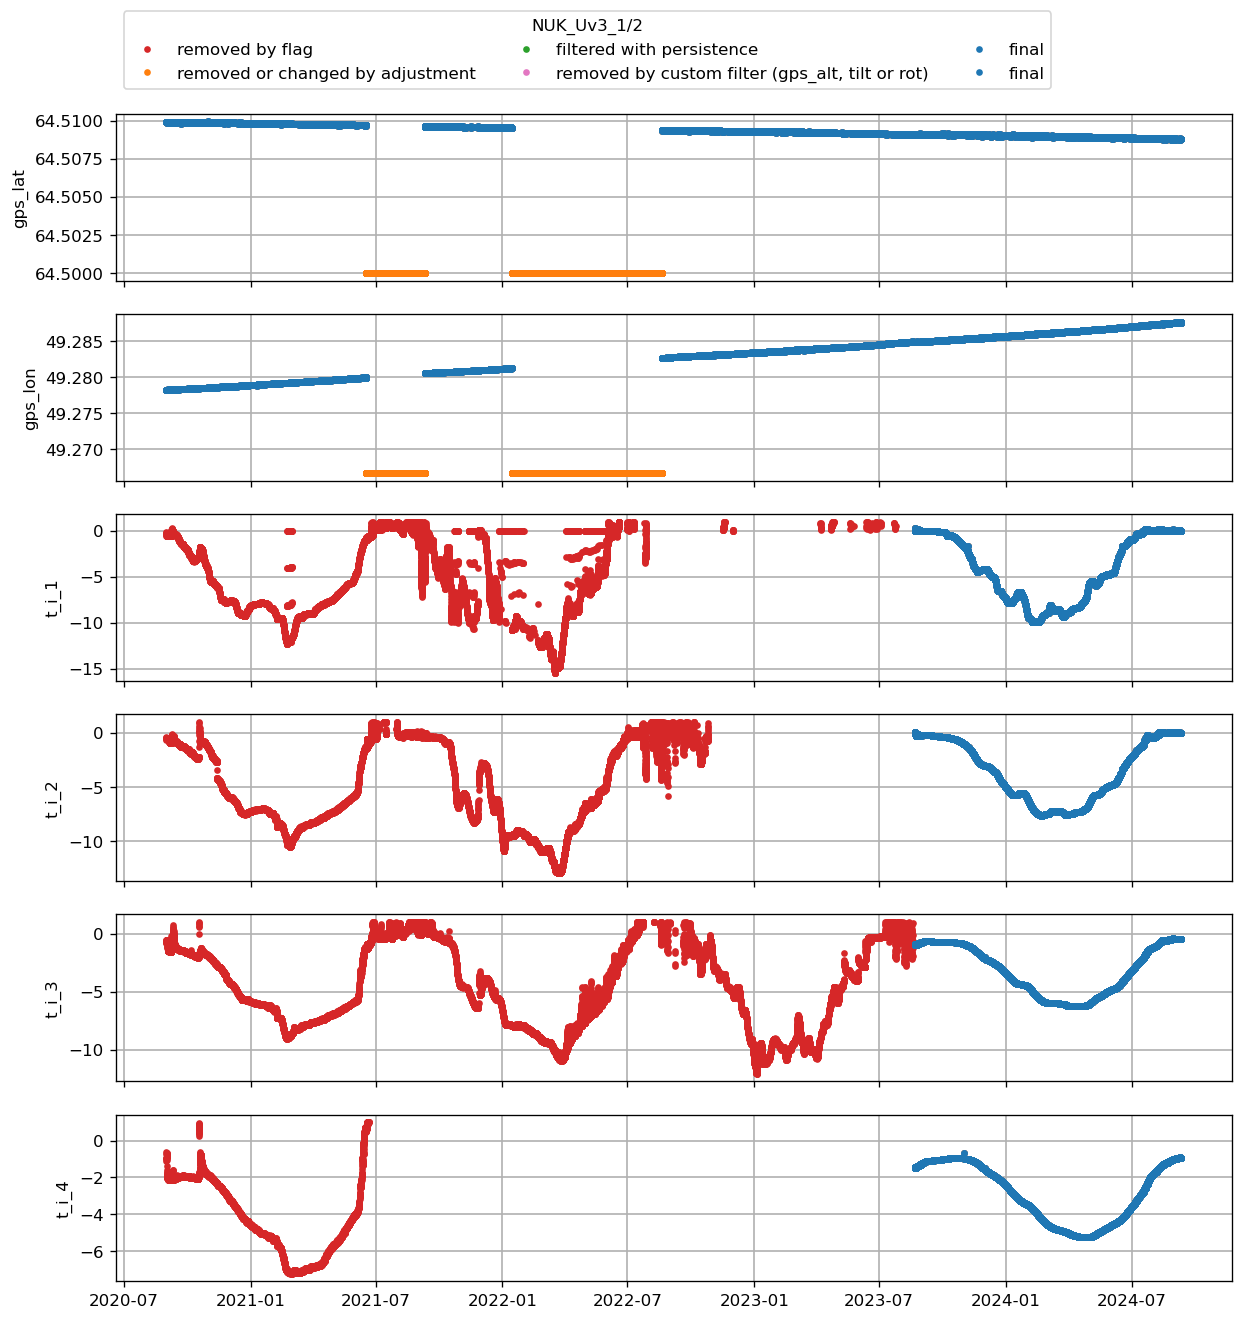 NUK_Uv3_1/2
removed by flag
filtered with persistence
final
removed or changed by adjustment
removed by custom filter (gps_alt, tilt or rot)
final
64.5100
64.5075
64.5050
64.5025
64.5000
gps_lat
49.285
49.280
49.275
49.270
gps_lon
0
−5
−10
−15
t_i_1
0
−5
−10
t_i_2
0
−5
−10
t_i_3
0
−2
−4
−6
t_i_4
2020-07
2021-01
2021-07
2022-01
2022-07
2023-01
2023-07
2024-01
2024-07